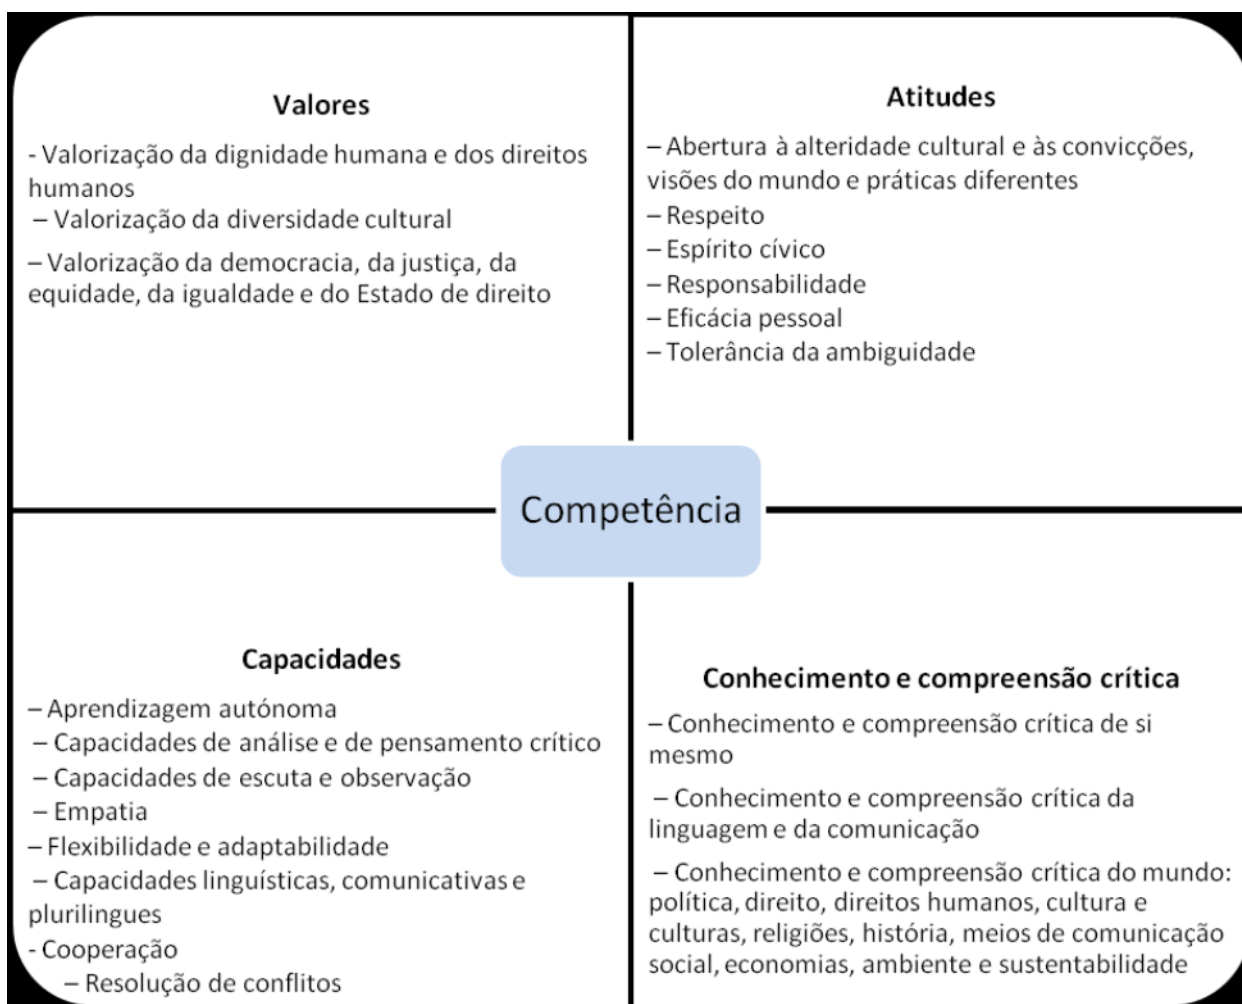 Valores
- Valorização da dignidade humana e dos direitos
humanos
– Valorização da diversidade cultural
– Valorização da democracia, da justiça, da
equidade, da igualdade e do Estado de direito
Atitudes
– Abertura à alteridade cultural e às convicções,
visões do mundo e práticas diferentes
– Respeito
– Espírito cívico
– Responsabilidade
– Eficácia pessoal
– Tolerância da ambiguidade
Competência
Capacidades
– Aprendizagem autónoma
– Capacidades de análise e de pensamento crítico
– Capacidades de escuta e observação
– Empatia
– Flexibilidade e adaptabilidade
– Capacidades linguísticas, comunicativas e
plurilingues
- Cooperação
– Resolução de conflitos
Conhecimento e compreensão crítica
– Conhecimento e compreensão crítica de si
mesmo
– Conhecimento e compreensão crítica da
linguagem e da comunicação
– Conhecimento e compreensão crítica do mundo:
política, direito, direitos humanos, cultura e
culturas, religiões, história, meios de comunicação
social, economias, ambiente e sustentabilidade